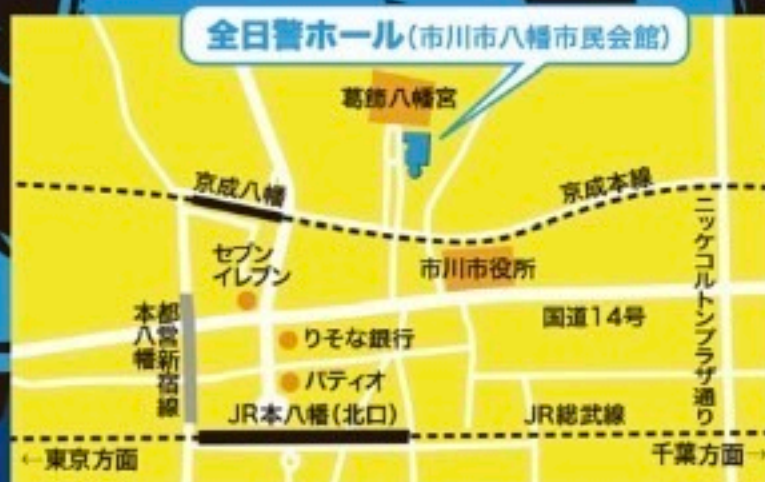 全日警ホール(市川市八幡市民会館)
葛飾八幡宮
京成八幡
京成本線
セブン
イレブン
市川市役所
ニッケコルトンプラザ通り
国道14号
都営新宿線
本八幡
りそな銀行
パティオ
JR本八幡(北口)
JR総武線
←東京方面
千葉方面→